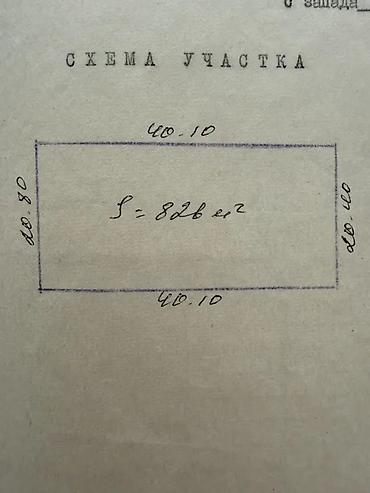 с запада
СХЕМА УЧАСТКА
40.10
20.80
S = 826 м²
20.40
40.10